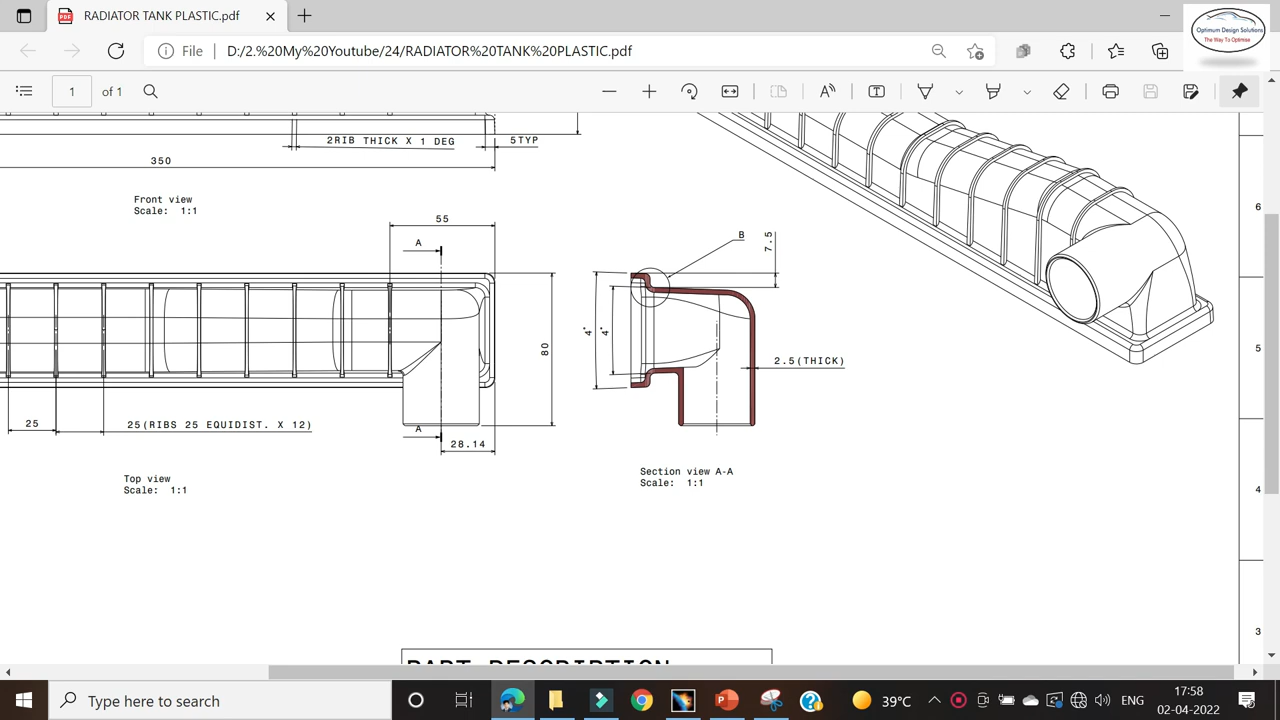 RADIATOR TANK PLASTIC.pdf
Optimum Design Solutions
The Way To Optimise
File
D:/2.%20My%20Youtube/24/RADIATOR%20TANK%20PLASTIC.pdf
1 of 1
2RIB THICK X 1 DEG
5TYP
350
Front view
Scale: 1:1
6
55
A
B
7.5
4°
4°
80
5
2.5(THICK)
25
25(RIBS 25 EQUIDIST. X 12)
A
28.14
Section view A-A
Scale: 1:1
Top view
Scale: 1:1
4
3
PART DESCRIPTION
Type here to search
39°C
ENG
17:58
02-04-2022